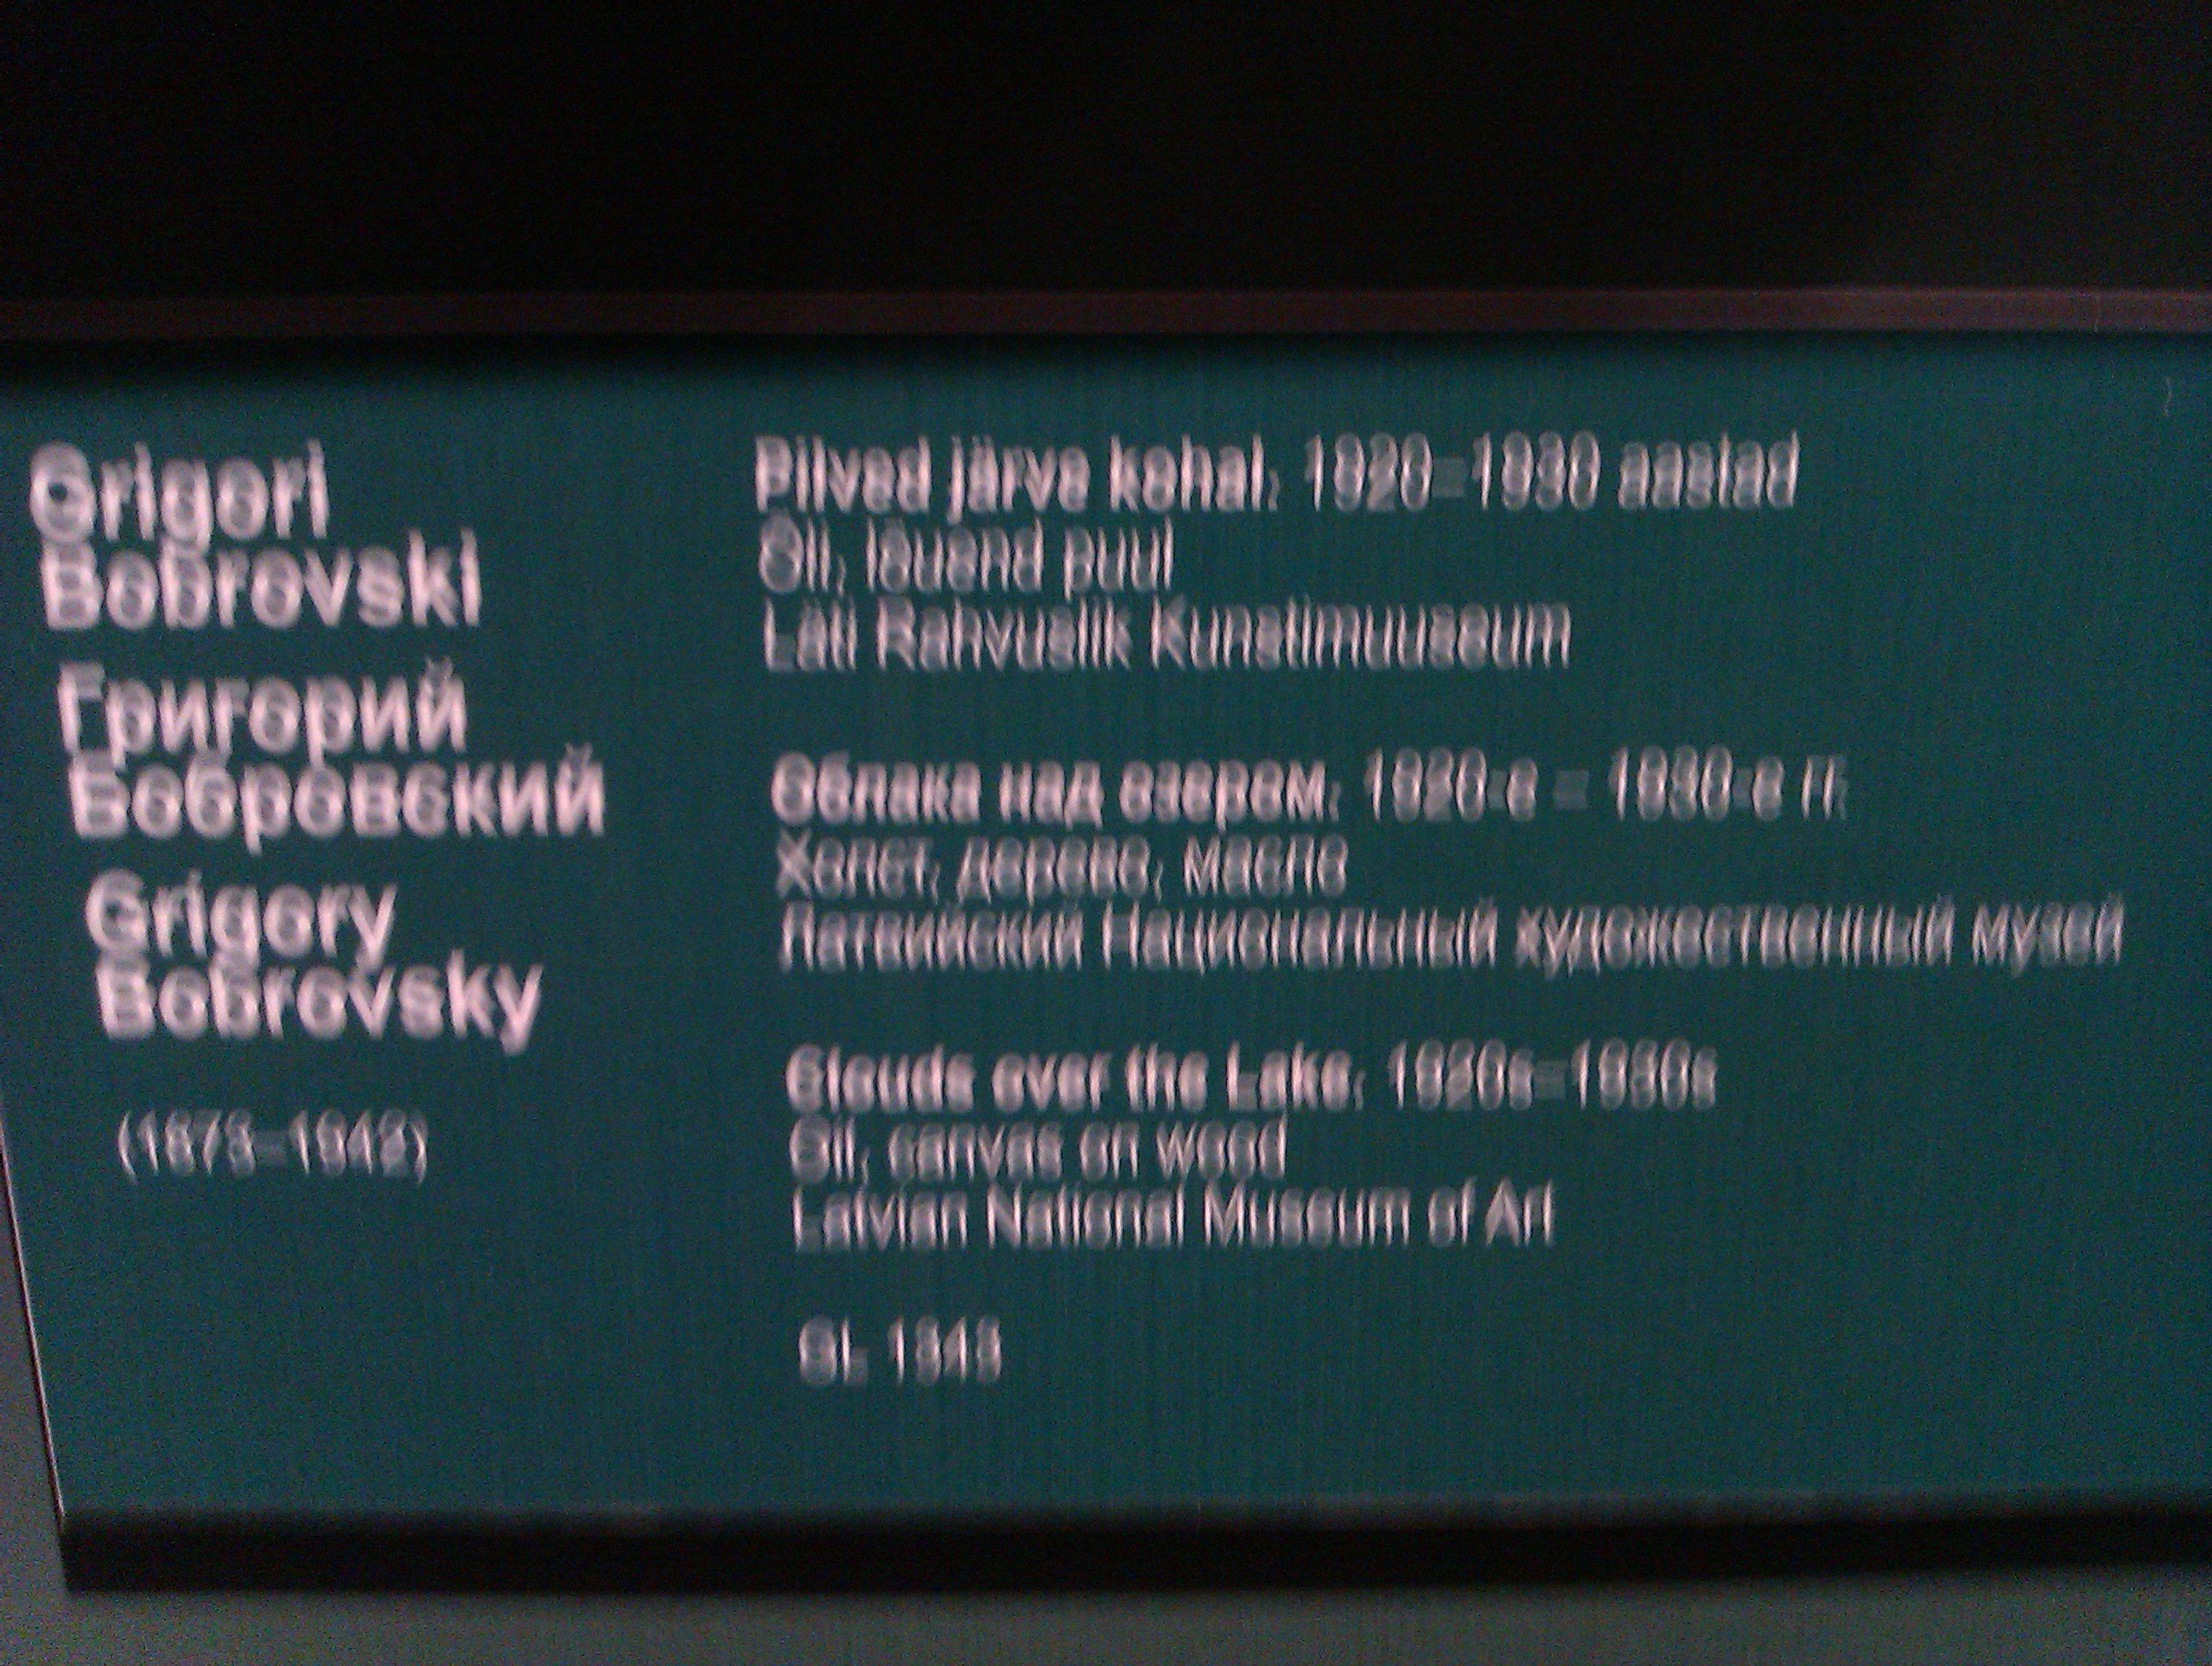 Grigori
Bobrovski
Григорий
Бобровский
Grigory
Bobrovsky
(1873–1942)
Pilved järve kohal. 1920–1930 aastad
Õli, lõuend puul
Läti Rahvuslik Kunstimuuseum
Облака над озером. 1920-е – 1930-е гг.
Холст, дерево, масло
Латвийский Национальный художественный музей
Clouds over the Lake. 1920s–1930s
Oil, canvas on wood
Latvian National Museum of Art